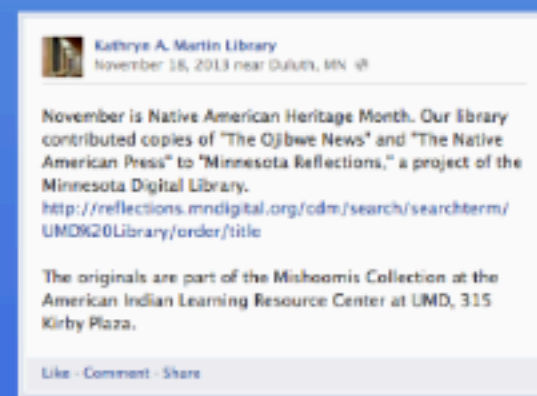 Kathryn A. Martin Library
November 18, 2013 near Duluth, MN
November is Native American Heritage Month. Our library
contributed copies of "The Ojibwe News" and "The Native
American Press" to "Minnesota Reflections," a project of the
Minnesota Digital Library.
http://reflections.mndigital.org/cdm/search/searchterm/
UMD%20Library/order/title
The originals are part of the Mishoomis Collection at the
American Indian Learning Resource Center at UMD, 315
Kirby Plaza.
Like · Comment · Share